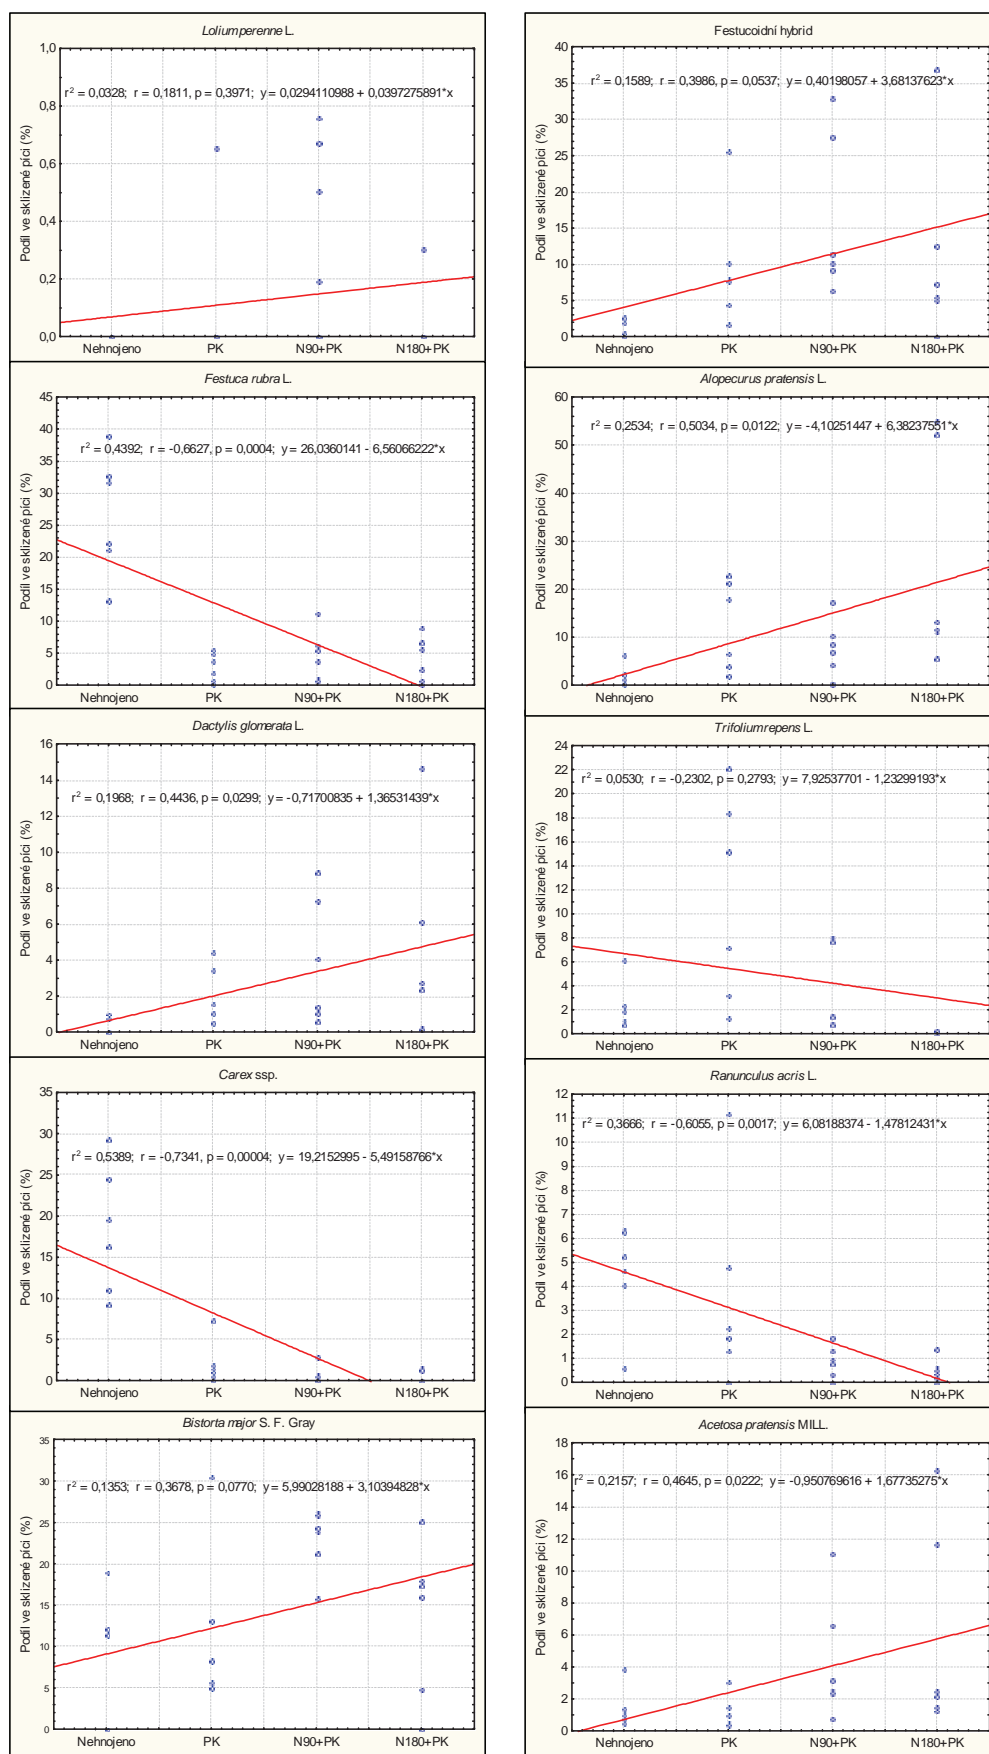 Loliumperenne L.
r² = 0,0328; r = 0,1811, p = 0,3971; y = 0,0294110988 + 0,0397275891*x
Podíl ve sklizené píci (%)
1,0
0,8
0,6
0,4
0,2
0,0
Nehnojeno PK N90+PK N180+PK
Festucoidní hybrid
r² = 0,1589; r = 0,3986, p = 0,0537; y = 0,40198057 + 3,68137623*x
Podíl ve sklizené píci (%)
40
35
30
25
20
15
10
5
0
Nehnojeno PK N90+PK N180+PK
Festuca rubra L.
r² = 0,4392; r = -0,6627, p = 0,0004; y = 26,0360141 - 6,56066222*x
Podíl ve sklizené píci (%)
45
40
35
30
25
20
15
10
5
0
Nehnojeno PK N90+PK N180+PK
Alopecurus pratensis L.
r² = 0,2534; r = 0,5034, p = 0,0122; y = -4,10251447 + 6,38237551*x
Podíl ve sklizené píci (%)
60
50
40
30
20
10
0
Nehnojeno PK N90+PK N180+PK
Dactylis glomerata L.
r² = 0,1968; r = 0,4436, p = 0,0299; y = -0,71700835 + 1,36531439*x
Podíl ve sklizené píci (%)
16
14
12
10
8
6
4
2
0
Nehnojeno PK N90+PK N180+PK
Trifoliumrepens L.
r² = 0,0530; r = -0,2302, p = 0,2793; y = 7,92537701 - 1,23299193*x
Podíl ve sklizené píci (%)
24
22
20
18
16
14
12
10
8
6
4
2
0
Nehnojeno PK N90+PK N180+PK
Carex ssp.
r² = 0,5389; r = -0,7341, p = 0,00004; y = 19,2152995 - 5,49158766*x
Podíl ve sklizené píci (%)
35
30
25
20
15
10
5
0
Nehnojeno PK N90+PK N180+PK
Ranunculus acris L.
r² = 0,3666; r = -0,6055, p = 0,0017; y = 6,08188374 - 1,47812431*x
Podíl ve kslizené píci (%)
12
11
10
9
8
7
6
5
4
3
2
1
0
Nehnojeno PK N90+PK N180+PK
Bistorta major S. F. Gray
r² = 0,1353; r = 0,3678, p = 0,0770; y = 5,99028188 + 3,10394828*x
Podíl ve sklizené píci (%)
35
30
25
20
15
10
5
0
Nehnojeno PK N90+PK N180+PK
Acetosa pratensis MILL.
r² = 0,2157; r = 0,4645, p = 0,0222; y = -0,950769616 + 1,67735275*x
Podíl ve sklizené píci (%)
18
16
14
12
10
8
6
4
2
0
Nehnojeno PK N90+PK N180+PK